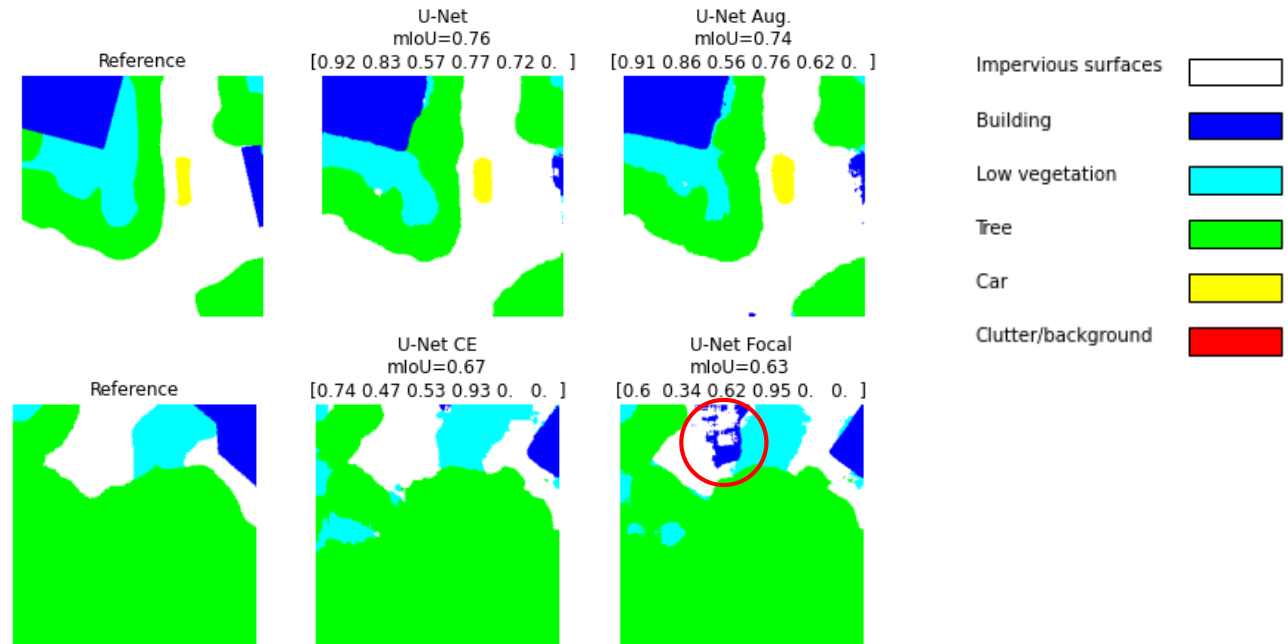 Reference
U-Net
mIoU=0.76
[0.92 0.83 0.57 0.77 0.72 0. ]
U-Net Aug.
mIoU=0.74
[0.91 0.86 0.56 0.76 0.62 0. ]
Impervious surfaces
Building
Low vegetation
Tree
Car
Clutter/background
Reference
U-Net CE
mIoU=0.67
[0.74 0.47 0.53 0.93 0. 0. ]
U-Net Focal
mIoU=0.63
[0.6 0.34 0.62 0.95 0. 0. ]